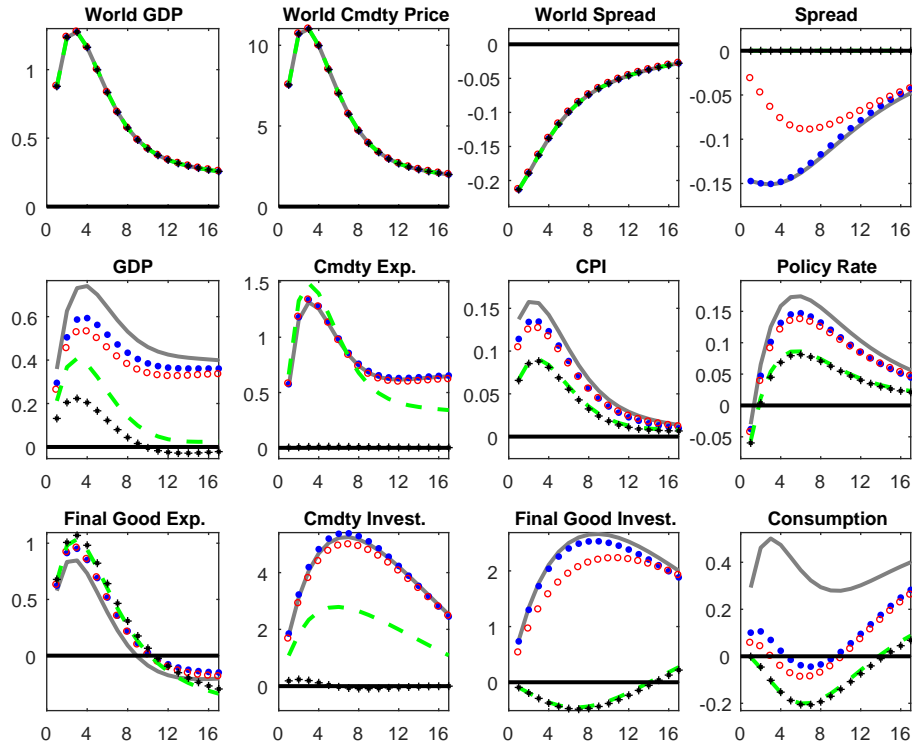 World GDP World Cmdty Price World Spread Spread
1 0.5 0
10 5 0
0 -0.05 -0.1 -0.15 -0.2
0 -0.05 -0.1 -0.15
0 4 8 12 16 0 4 8 12 16 0 4 8 12 16 0 4 8 12 16
GDP Cmdty Exp. CPI Policy Rate
0.6 0.4 0.2 0
1.5 1 0.5 0
0.15 0.1 0.05 0
0.15 0.1 0.05 0 -0.05
0 4 8 12 16 0 4 8 12 16 0 4 8 12 16 0 4 8 12 16
Final Good Exp. Cmdty Invest. Final Good Invest. Consumption
1 0.5 0
4 2 0
2 1 0
0.4 0.2 0 -0.2
0 4 8 12 16 0 4 8 12 16 0 4 8 12 16 0 4 8 12 16